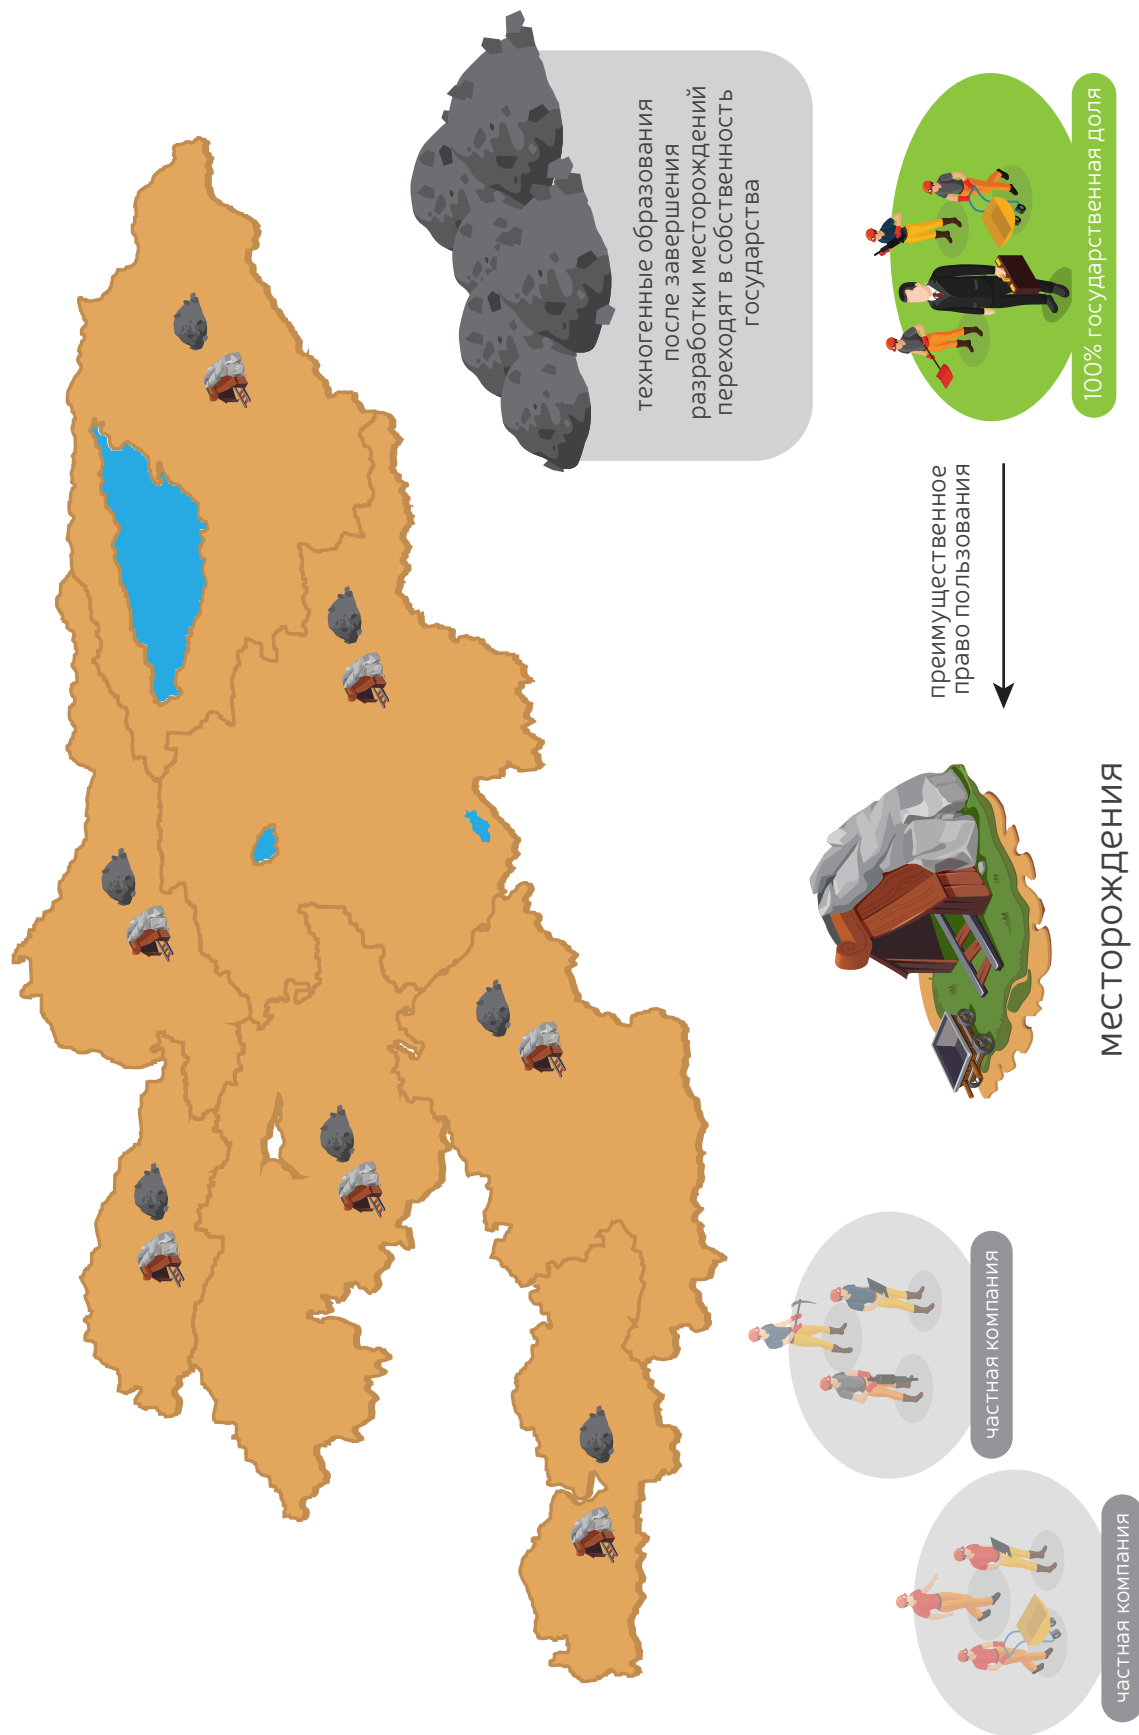 техногенные образования
после завершения
разработки месторождений
переходят в собственность
государства
частная компания
частная компания
месторождения
преимущественное
право пользования
100% государственная доля